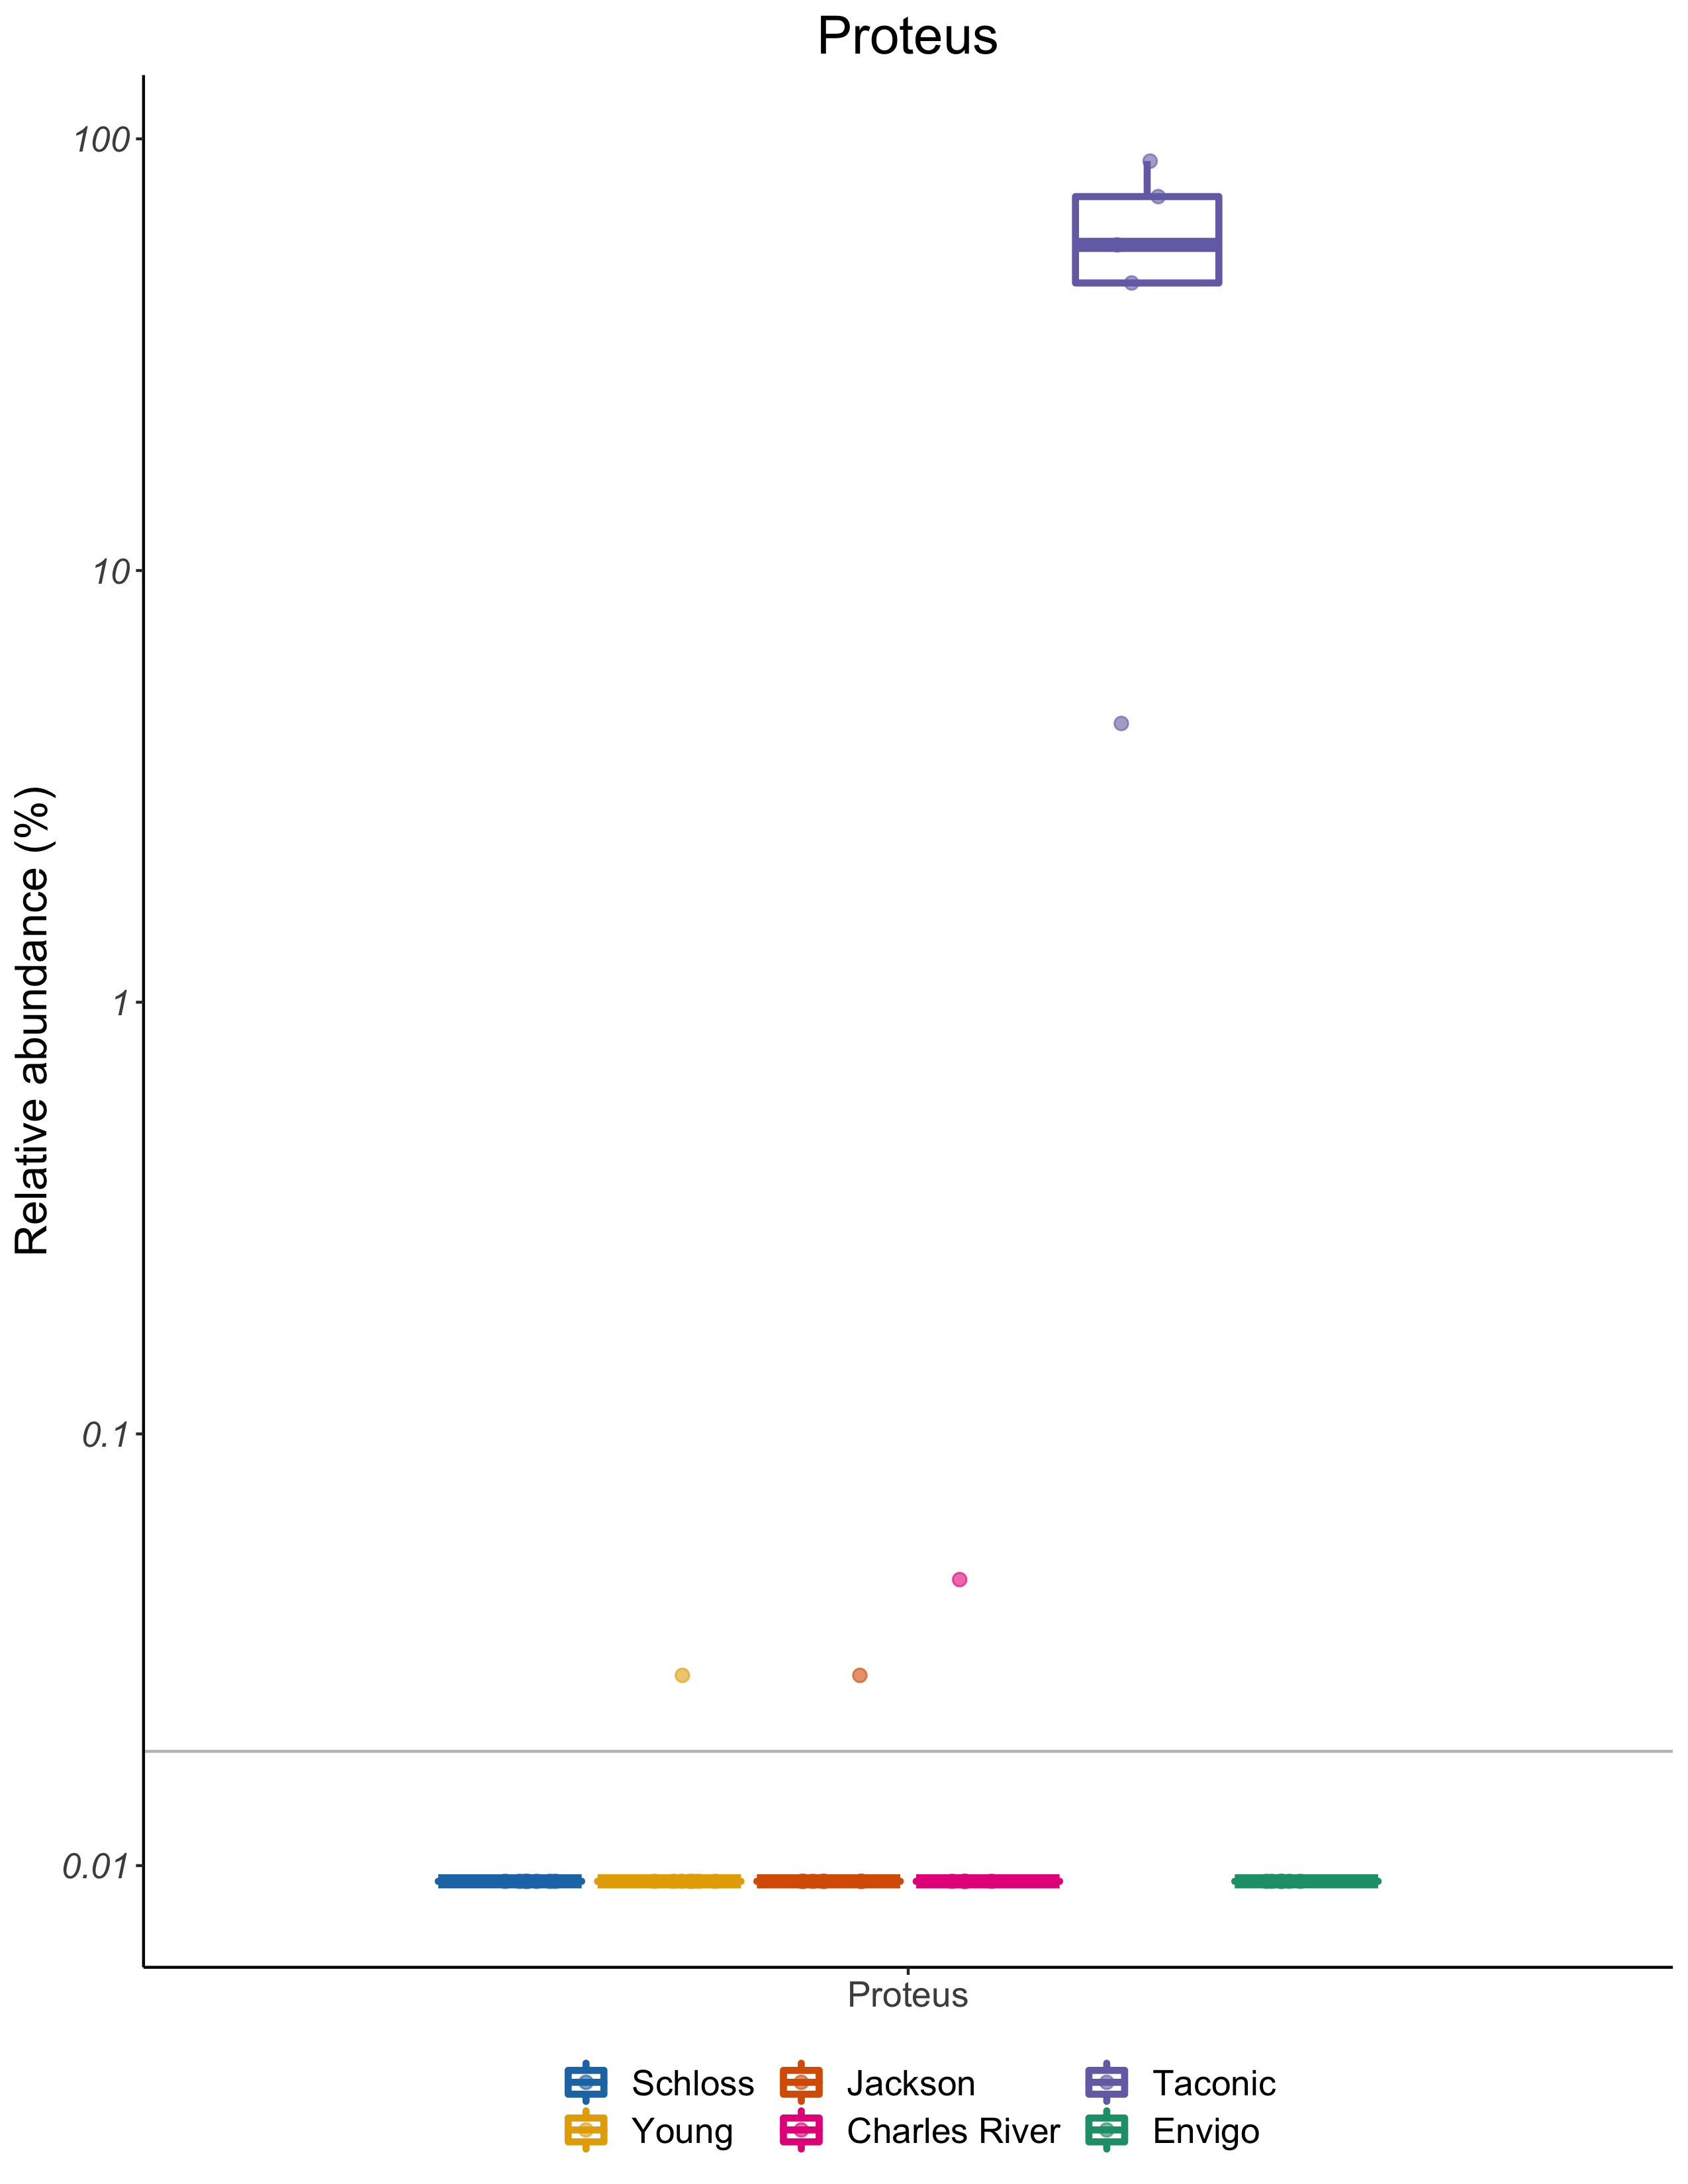 Proteus
100
10
1
0.1
0.01
Relative abundance (%)
Proteus
Schloss
Jackson
Taconic
Young
Charles River
Envigo